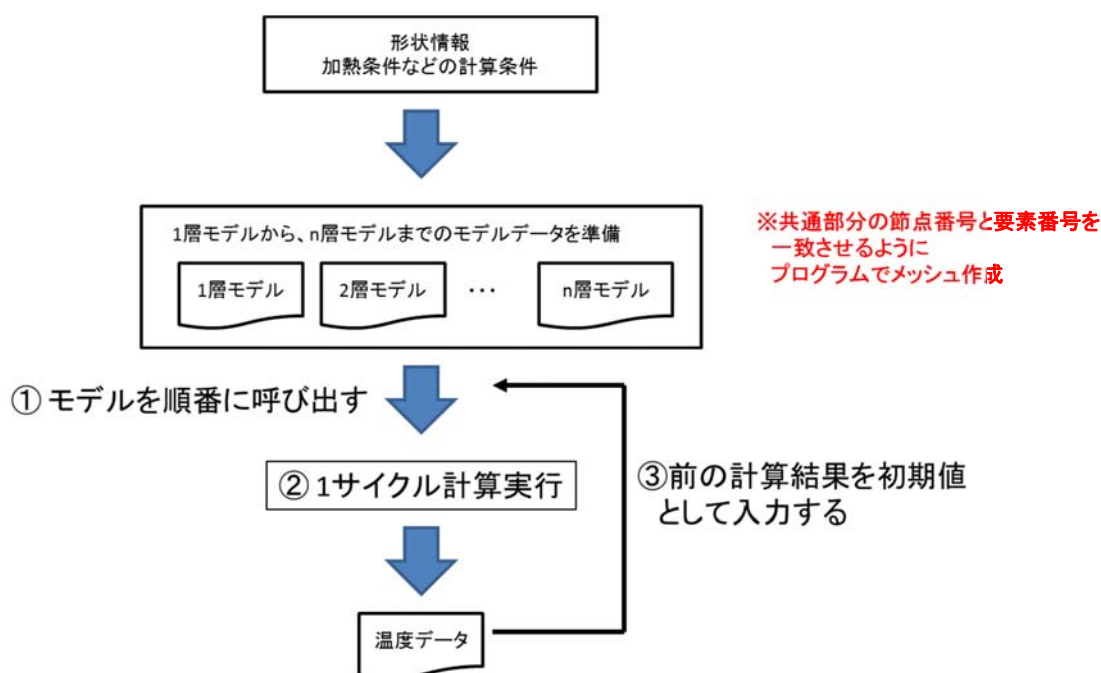 形状情報
加熱条件などの計算条件
1層モデルから、n層モデルまでのモデルデータを準備
1層モデル
2層モデル
･･･
n層モデル
※共通部分の節点番号と要素番号を
一致させるように
プログラムでメッシュ作成
① モデルを順番に呼び出す
② 1サイクル計算実行
③前の計算結果を初期値
として入力する
温度データ